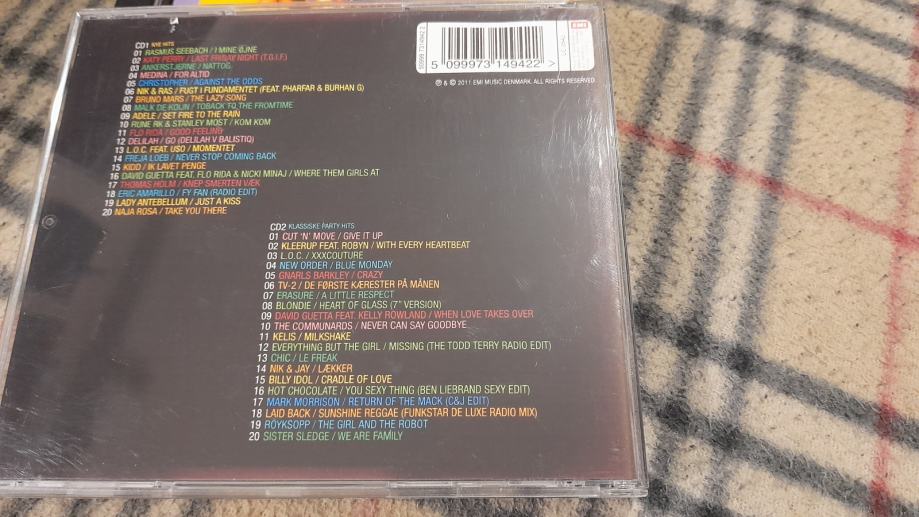 CD1 NYE HITS
01 RASMUS SEEBACH / I MINE ØJNE
02 KATY PERRY / LAST FRIDAY NIGHT (T.G.I.F)
03 ANKERSTJERNE / NATTOG
04 MEDINA / FOR ALTID
05 CHRISTOPHER / AGAINST THE ODDS
06 NIK & RAS / FUGT I FUNDAMENTET (FEAT. PHARFAR & BURHAN G)
07 BRUNO MARS / THE LAZY SONG
08 MALK DE KOIJN / TOBACK TO THE FROMTIME
09 ADELE / SET FIRE TO THE RAIN
10 RUNE RK & STANLEY MOST / KOM KOM
11 FLO RIDA / GOOD FEELING
12 DELILAH / GO (DELILAH V BALISTIQ)
13 L.O.C. FEAT. USO / MOMENTET
14 FREJA LOEB / NEVER STOP COMING BACK
15 KIDD / IK LAVET PENGE
16 DAVID GUETTA FEAT. FLO RIDA & NICKI MINAJ / WHERE THEM GIRLS AT
17 THOMAS HOLM / KNEP SMERTEN VÆK
18 ERIC AMARILLO / FY FAN (RADIO EDIT)
19 LADY ANTEBELLUM / JUST A KISS
20 NAJA ROSA / TAKE YOU THERE
5 099973 149422 >
EMI
℗ & © 2011 EMI MUSIC DENMARK. ALL RIGHTS RESERVED
CD2 KLASSISKE PARTY HITS
01 CUT 'N' MOVE / GIVE IT UP
02 KLEERUP FEAT. ROBYN / WITH EVERY HEARTBEAT
03 L.O.C. / XXXCOUTURE
04 NEW ORDER / BLUE MONDAY
05 GNARLS BARKLEY / CRAZY
06 TV-2 / DE FØRSTE KÆRESTER PÅ MÅNEN
07 ERASURE / A LITTLE RESPECT
08 BLONDIE / HEART OF GLASS (7" VERSION)
09 DAVID GUETTA FEAT. KELLY ROWLAND / WHEN LOVE TAKES OVER
10 THE COMMUNARDS / NEVER CAN SAY GOODBYE
11 KELIS / MILKSHAKE
12 EVERYTHING BUT THE GIRL / MISSING (THE TODD TERRY RADIO EDIT)
13 CHIC / LE FREAK
14 NIK & JAY / LÆKKER
15 BILLY IDOL / CRADLE OF LOVE
16 HOT CHOCOLATE / YOU SEXY THING (BEN LIEBRAND SEXY EDIT)
17 MARK MORRISON / RETURN OF THE MACK (C&J EDIT)
18 LAID BACK / SUNSHINE REGGAE (FUNKSTAR DE LUXE RADIO MIX)
19 RÖYKSOPP / THE GIRL AND THE ROBOT
20 SISTER SLEDGE / WE ARE FAMILY